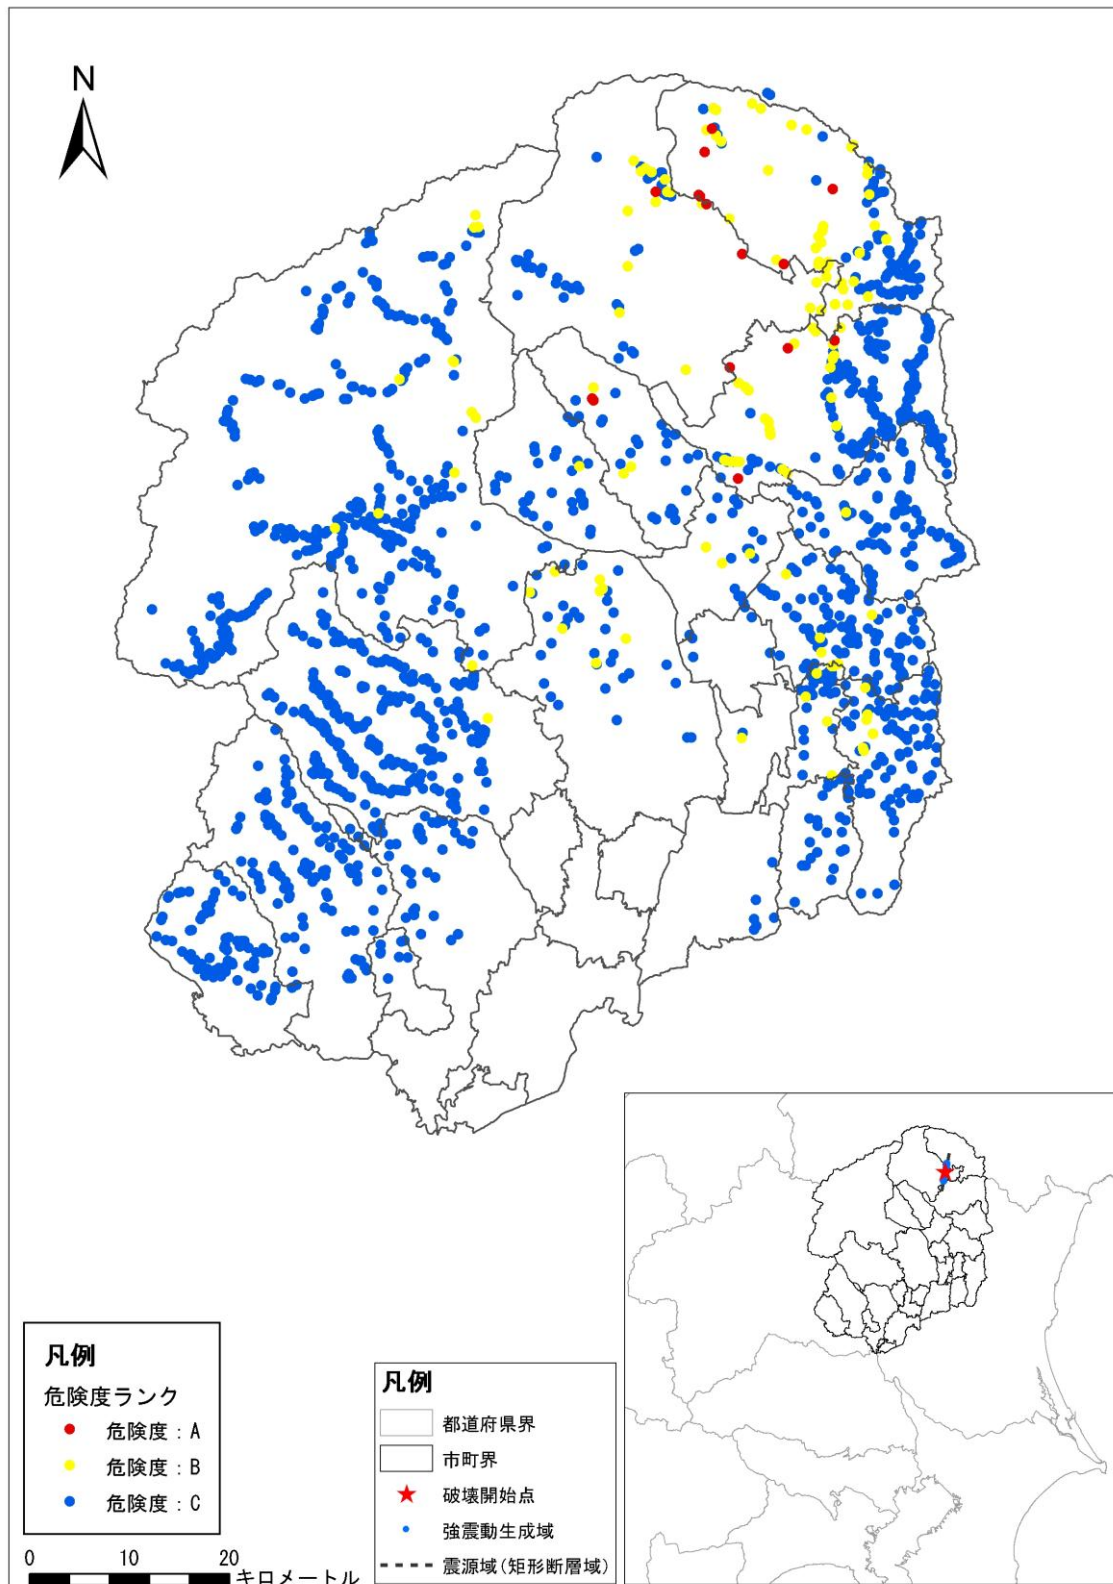 N
凡例
危険度ランク
危険度：A
危険度：B
危険度：C
0 10 20
キロメートル
凡例
都道府県界
市町界
破壊開始点
強震動生成域
震源域(矩形断層域)